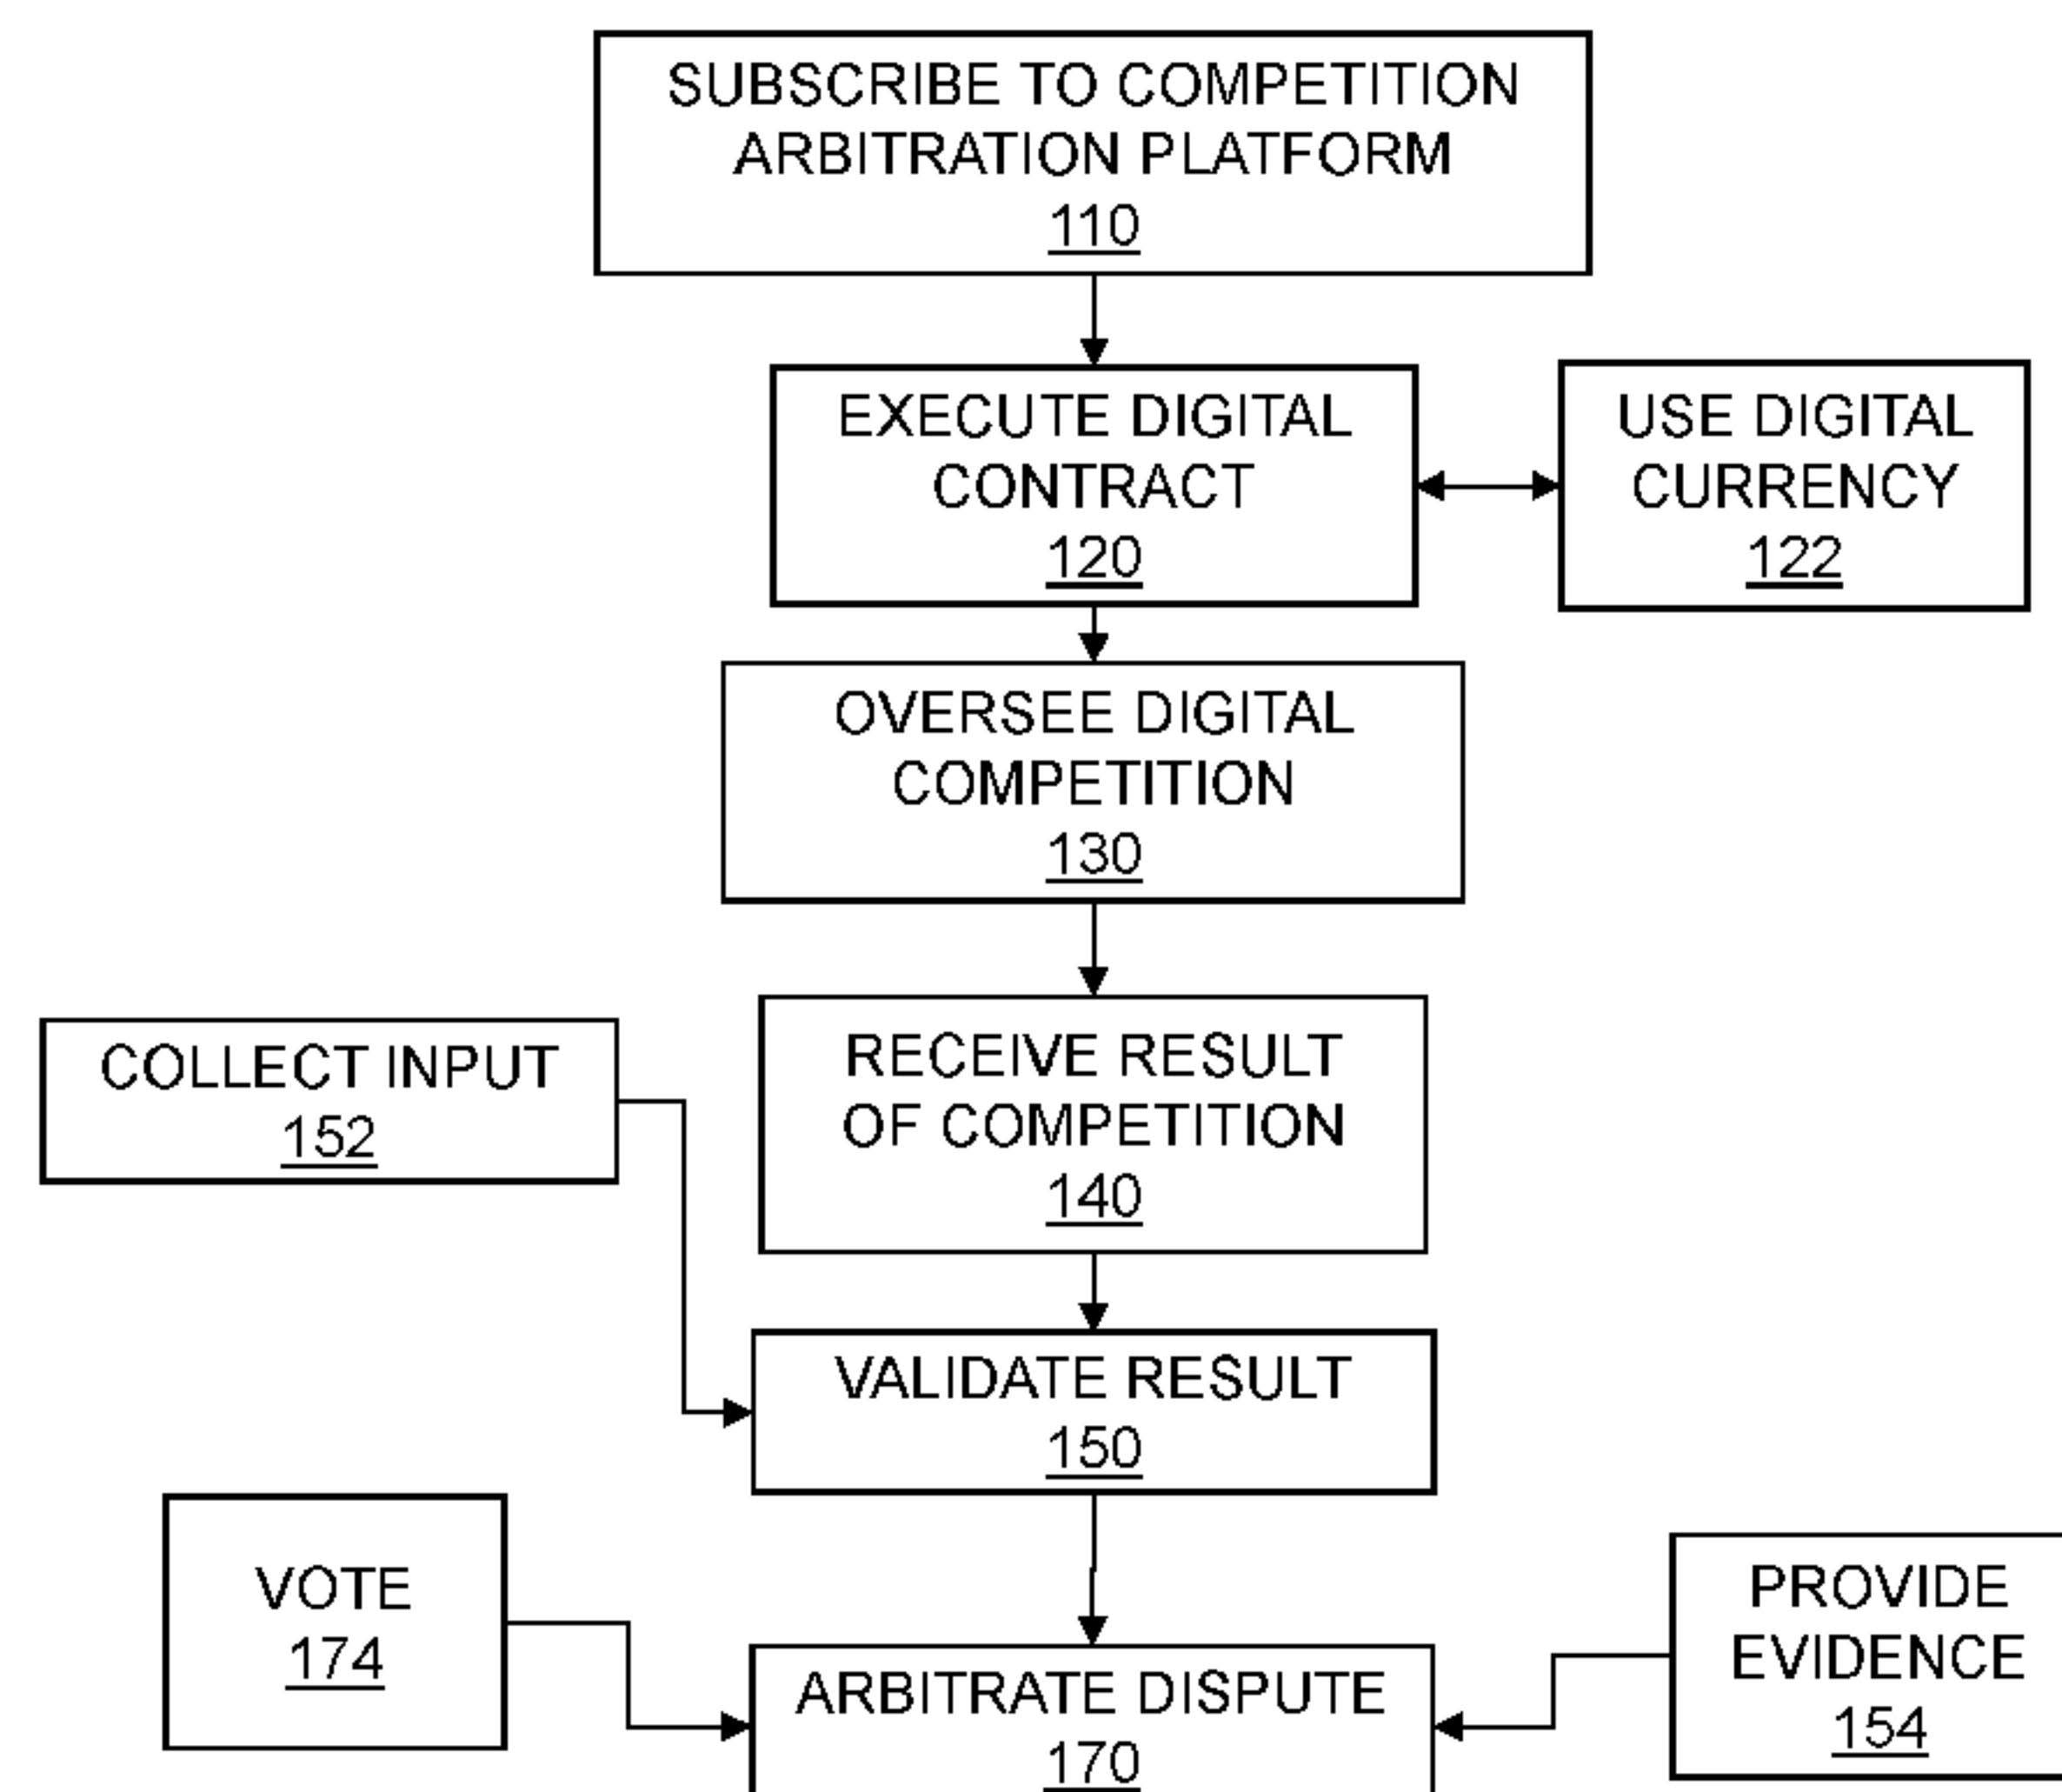 SUBSCRIBE TO COMPETITION
ARBITRATION PLATFORM
110
EXECUTE DIGITAL
CONTRACT
120
USE DIGITAL
CURRENCY
122
OVERSEE DIGITAL
COMPETITION
130
COLLECT INPUT
152
RECEIVE RESULT
OF COMPETITION
140
VALIDATE RESULT
150
VOTE
174
ARBITRATE DISPUTE
170
PROVIDE
EVIDENCE
154